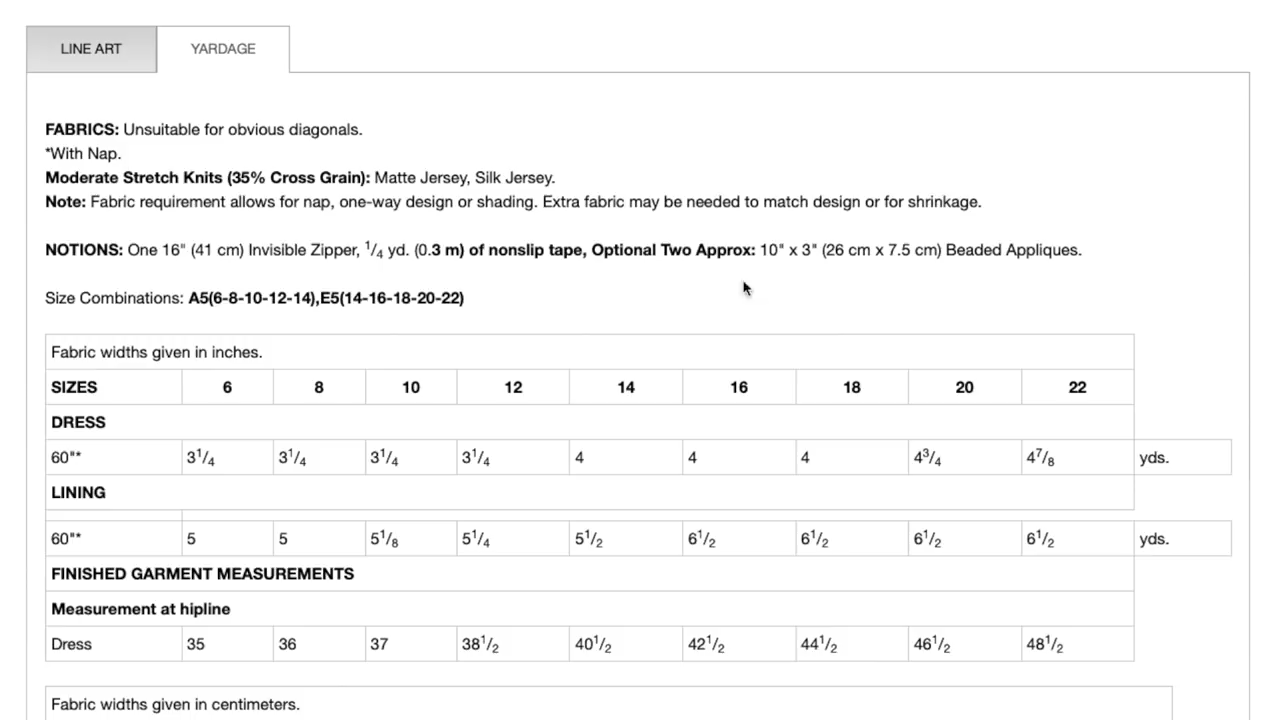 LINE ART YARDAGE
FABRICS: Unsuitable for obvious diagonals.
*With Nap.
Moderate Stretch Knits (35% Cross Grain): Matte Jersey, Silk Jersey.
Note: Fabric requirement allows for nap, one-way design or shading. Extra fabric may be needed to match design or for shrinkage.
NOTIONS: One 16" (41 cm) Invisible Zipper, 1/4 yd. (0.3 m) of nonslip tape, Optional Two Approx: 10" x 3" (26 cm x 7.5 cm) Beaded Appliques.
Size Combinations: A5(6-8-10-12-14),E5(14-16-18-20-22)
Fabric widths given in inches.
SIZES 6 8 10 12 14 16 18 20 22
DRESS
60"* 3 1/4 3 1/4 3 1/4 3 1/4 4 4 4 4 3/4 4 7/8 yds.
LINING
60"* 5 5 5 1/8 5 1/4 5 1/2 6 1/2 6 1/2 6 1/2 6 1/2 yds.
FINISHED GARMENT MEASUREMENTS
Measurement at hipline
Dress 35 36 37 38 1/2 40 1/2 42 1/2 44 1/2 46 1/2 48 1/2
Fabric widths given in centimeters.